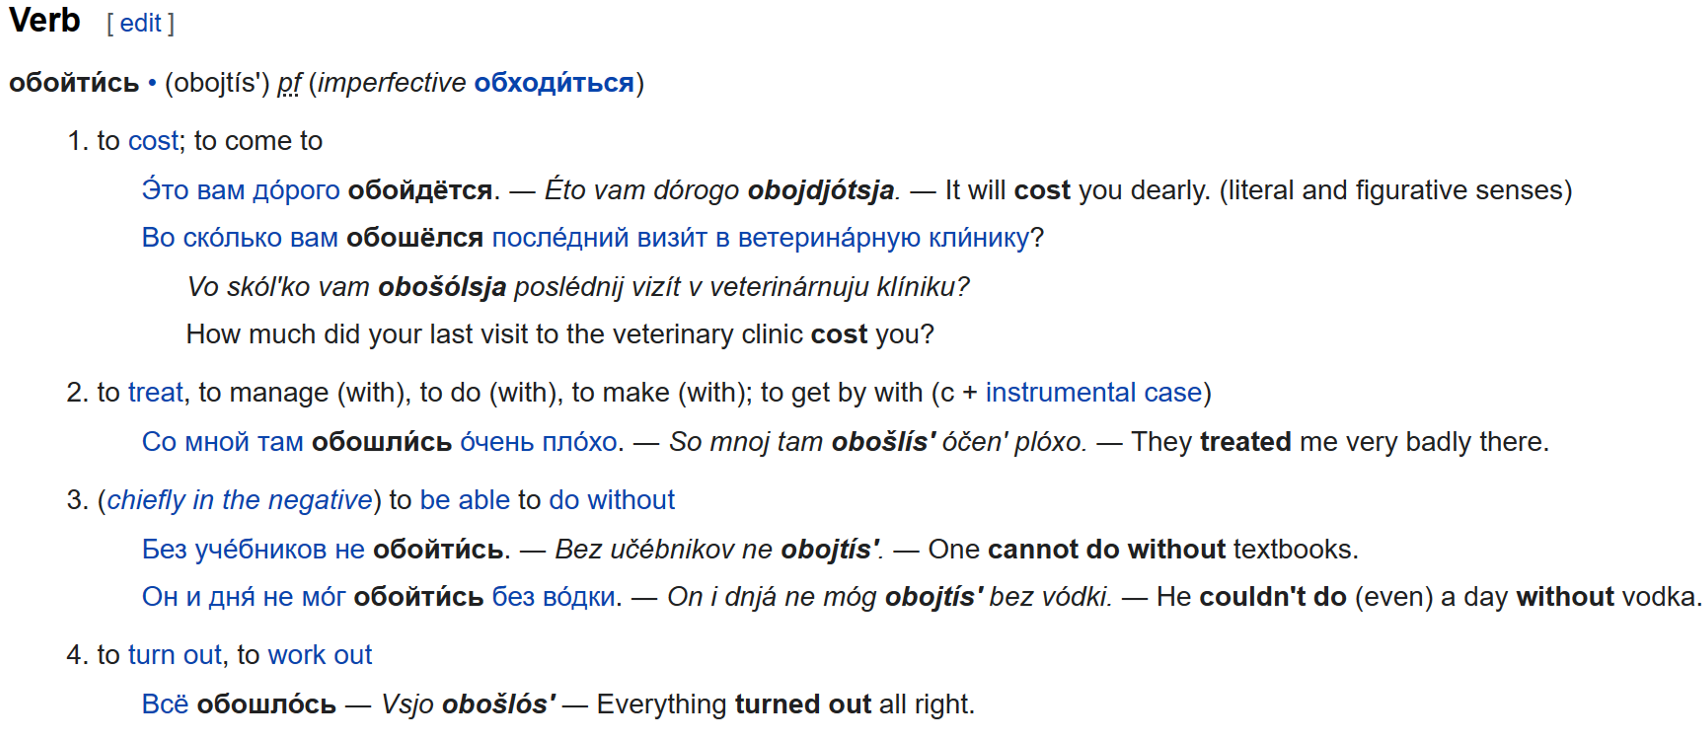 Verb [ edit ]
обойти́сь • (obojtís') pf (imperfective обходи́ться)
1. to cost; to come to
Э́то вам до́рого обойдётся. — Éto vam dórogo obojdjótsja. — It will cost you dearly. (literal and figurative senses)
Во ско́лько вам обошёлся после́дний визи́т в ветерина́рную кли́нику?
Vo skólʹko vam obošólsja poslédnij vizít v veterinárnuju klíniku?
How much did your last visit to the veterinary clinic cost you?
2. to treat, to manage (with), to do (with), to make (with); to get by with (с + instrumental case)
Со мной там обошли́сь о́чень пло́хо. — So mnoj tam obošlísʹ óčenʹ plóxo. — They treated me very badly there.
3. (chiefly in the negative) to be able to do without
Без уче́бников не обойти́сь. — Bez učébnikov ne obojtísʹ. — One cannot do without textbooks.
Он и дня́ не мо́г обойти́сь без во́дки. — On i dnjá ne móg obojtísʹ bez vódki. — He couldn't do (even) a day without vodka.
4. to turn out, to work out
Всё обошло́сь — Vsjo obošlósʹ — Everything turned out all right.